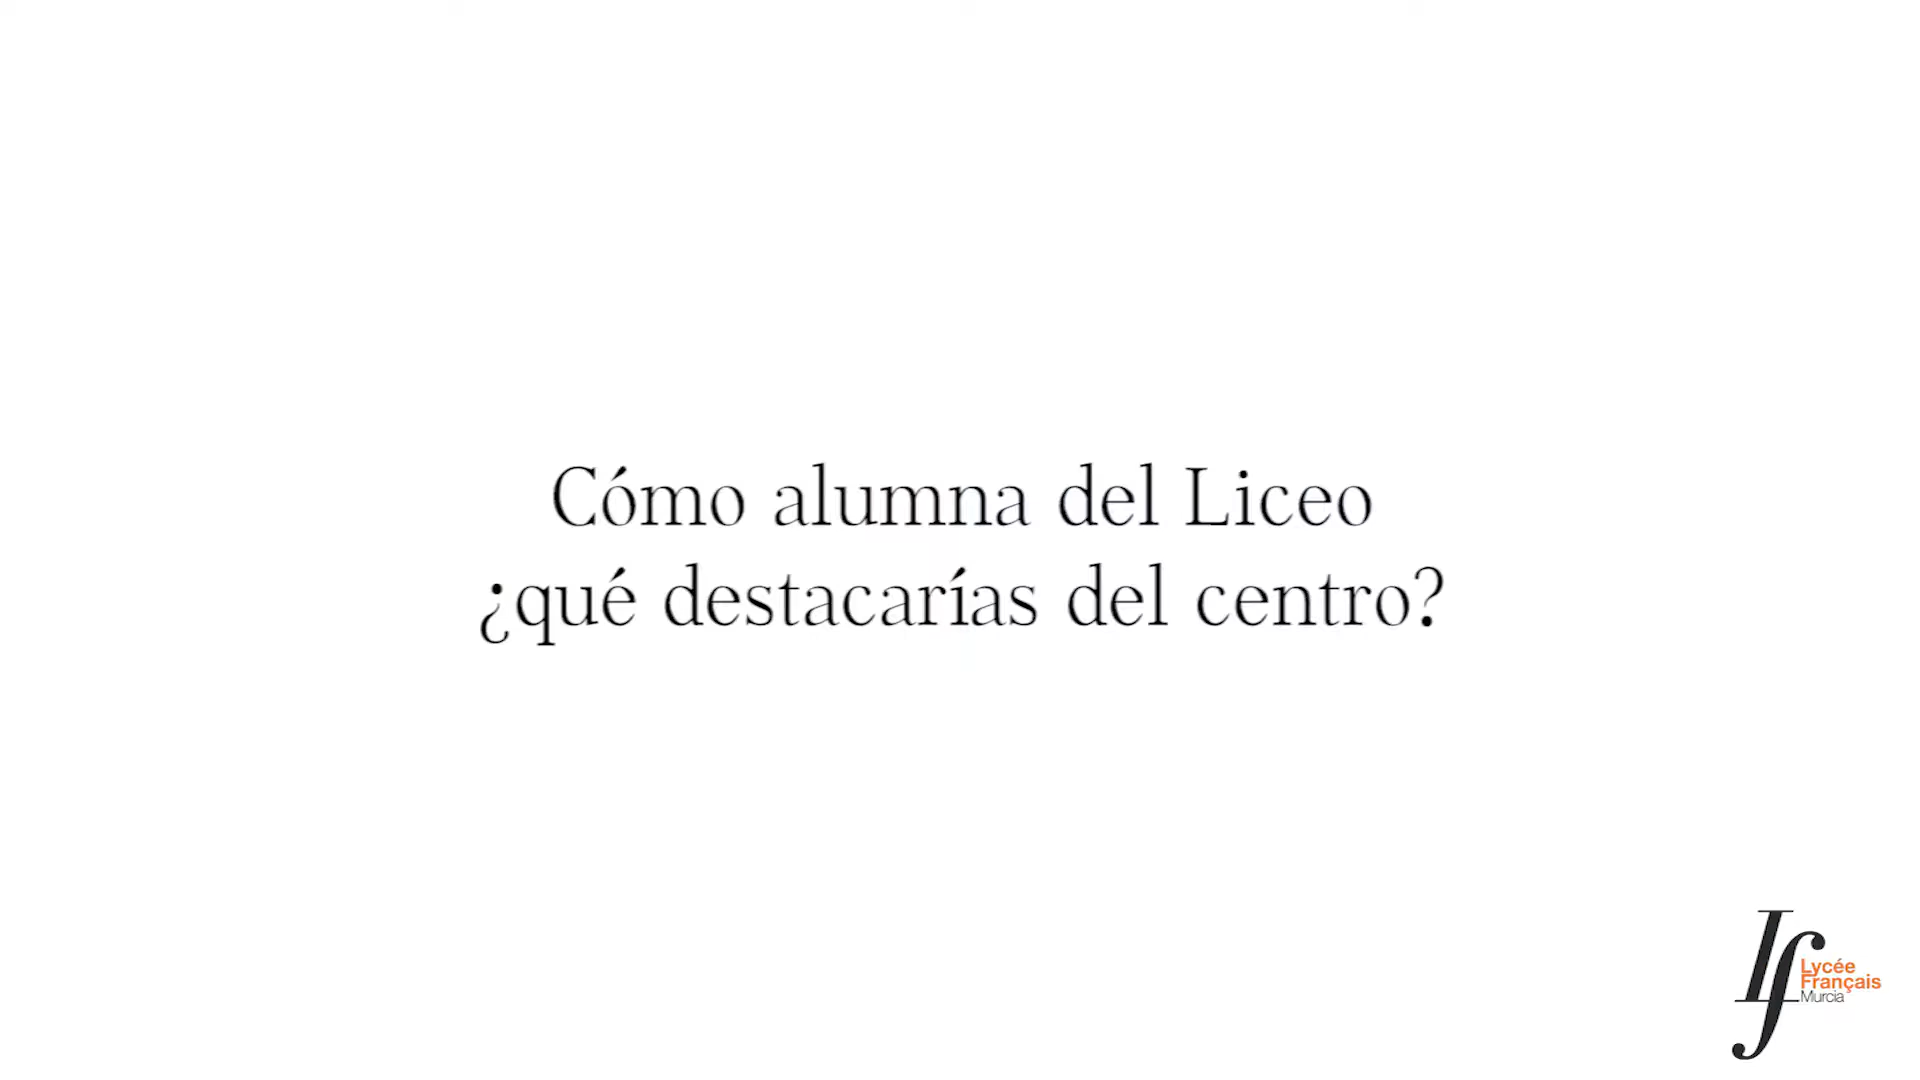 Cómo alumna del Liceo
¿qué destacarías del centro?
lf
Lycée
Français
Murcia